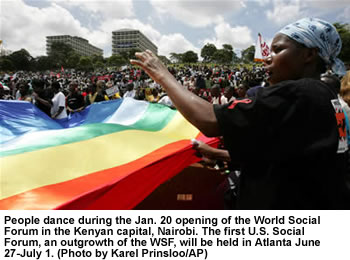 People dance during the Jan. 20 opening of the World Social
Forum in the Kenyan capital, Nairobi. The first U.S. Social
Forum, an outgrowth of the WSF, will be held in Atlanta June
27-July 1. (Photo by Karel Prinsloo/AP)